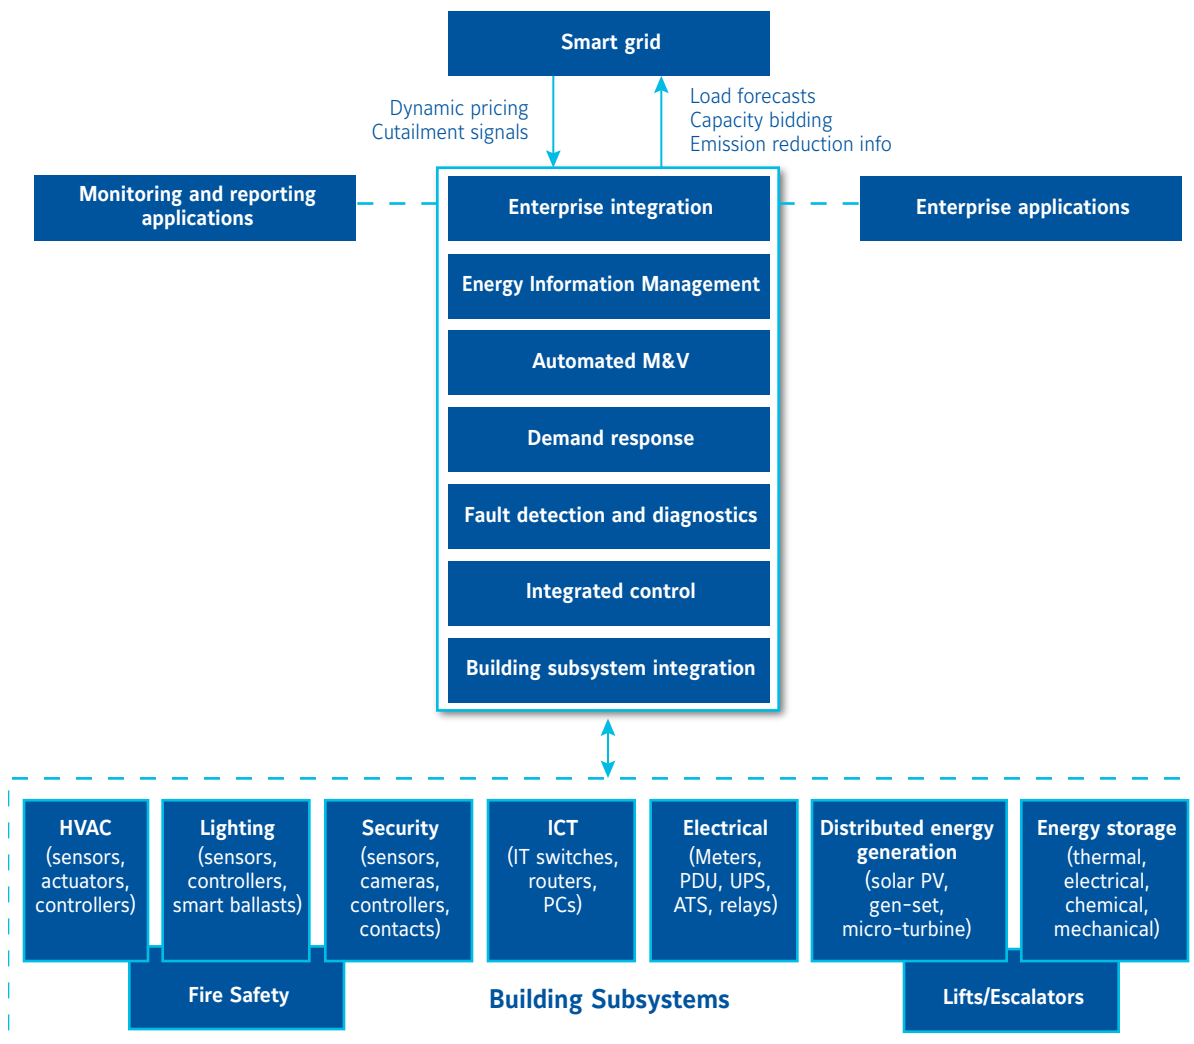 Smart grid
Dynamic pricing
Cutailment signals
Load forecasts
Capacity bidding
Emission reduction info
Monitoring and reporting
applications
Enterprise integration
Enterprise applications
Energy Information Management
Automated M&V
Demand response
Fault detection and diagnostics
Integrated control
Building subsystem integration
HVAC
(sensors,
actuators,
controllers)
Lighting
(sensors,
controllers,
smart ballasts)
Security
(sensors,
cameras,
controllers,
contacts)
ICT
(IT switches,
routers,
PCs)
Electrical
(Meters,
PDU, UPS,
ATS, relays)
Distributed energy
generation
(solar PV,
gen-set,
micro-turbine)
Energy storage
(thermal,
electrical,
chemical,
mechanical)
Fire Safety
Building Subsystems
Lifts/Escalators